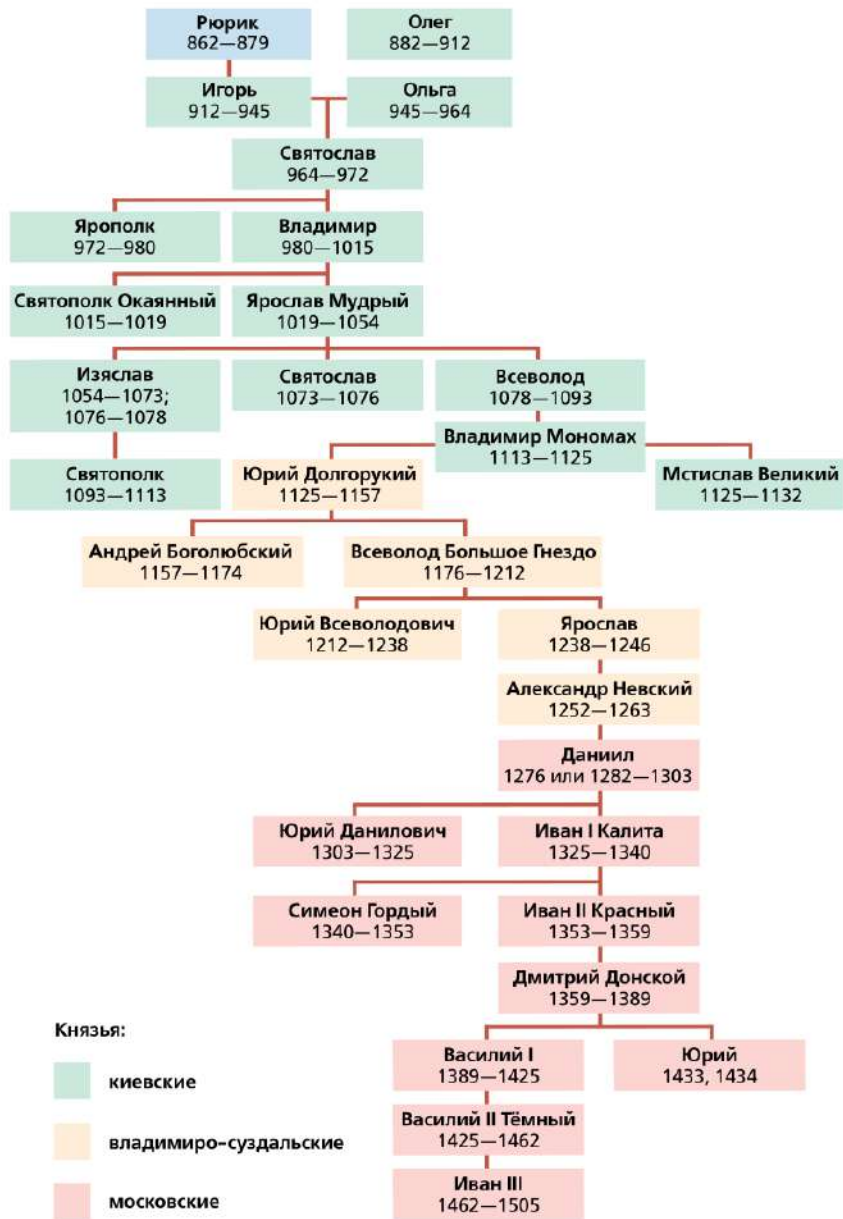 Рюрик
862—879
Олег
882—912
Игорь
912—945
Ольга
945—964
Святослав
964—972
Ярополк
972—980
Владимир
980—1015
Святополк Окаянный
1015—1019
Ярослав Мудрый
1019—1054
Изяслав
1054—1073;
1076—1078
Святослав
1073—1076
Всеволод
1078—1093
Владимир Мономах
1113—1125
Святополк
1093—1113
Юрий Долгорукий
1125—1157
Мстислав Великий
1125—1132
Андрей Боголюбский
1157—1174
Всеволод Большое Гнездо
1176—1212
Юрий Всеволодович
1212—1238
Ярослав
1238—1246
Александр Невский
1252—1263
Даниил
1276 или 1282—1303
Юрий Данилович
1303—1325
Иван I Калита
1325—1340
Симеон Гордый
1340—1353
Иван II Красный
1353—1359
Дмитрий Донской
1359—1389
Василий I
1389—1425
Юрий
1433, 1434
Василий II Тёмный
1425—1462
Иван III
1462—1505
Князья:
киевские
владимиро-суздальские
московские